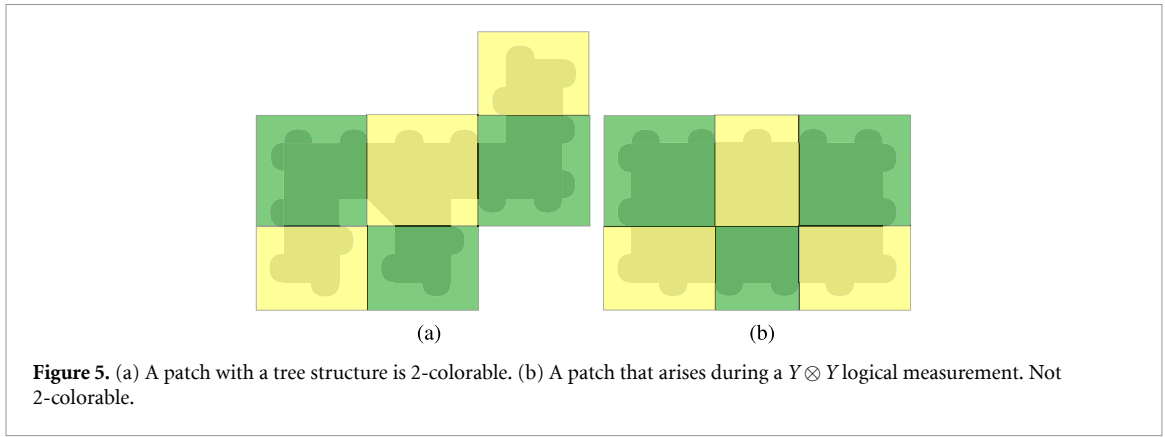 (a)
(b)
Figure 5. (a) A patch with a tree structure is 2-colorable. (b) A patch that arises during a Y ⊗ Y logical measurement. Not
2-colorable.